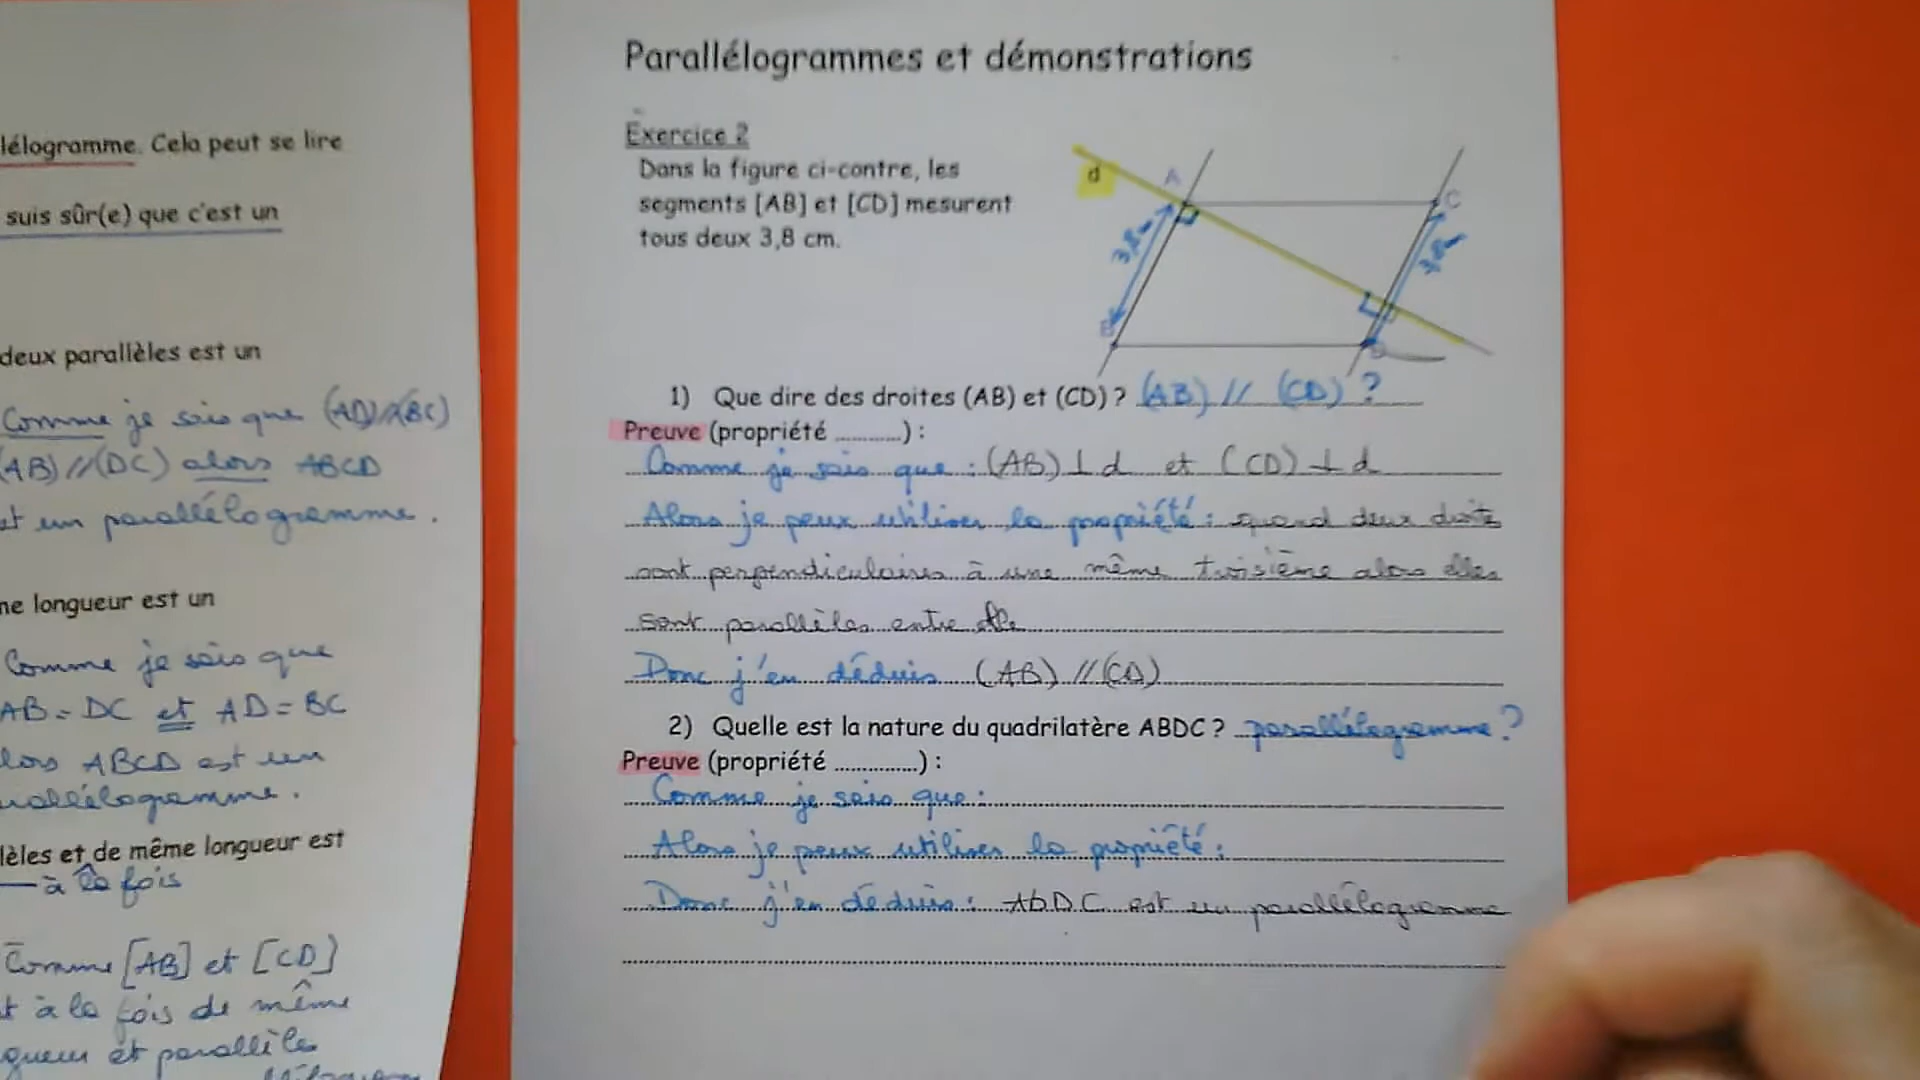 lélogramme. Cela peut se lire
suis sûr(e) que c'est un
deux parallèles est un
Comme je sais que (AD)//(BC)
(AB)//(DC) alors ABCD
est un parallélogramme.
me longueur est un
Comme je sais que
AB = DC et AD = BC
alors ABCD est un
parallélogramme.
lèles et de même longueur est
à la fois
Comme [AB] et [CD]
t à la fois de même
gueur et parallèle
Parallélogrammes et démonstrations
Exercice 2
Dans la figure ci-contre, les
segments [AB] et [CD] mesurent
tous deux 3,8 cm.
d
A
C
3,8
3,8
B
D
1) Que dire des droites (AB) et (CD) ? (AB) // (CD) ?
Preuve (propriété ...........) :
Comme je sais que : (AB) ⊥ d et (CD) ⊥ d
Alors je peux utiliser la propriété : quand deux droites
sont perpendiculaires à une même troisième alors elles
sont parallèles entre elle
Donc j'en déduis (AB) // (CD)
2) Quelle est la nature du quadrilatère ABDC ? parallélogramme ?
Preuve (propriété ..............) :
Comme je sais que :
Alors je peux utiliser la propriété :
Donc j'en déduis : AbDC est un parallélogramme